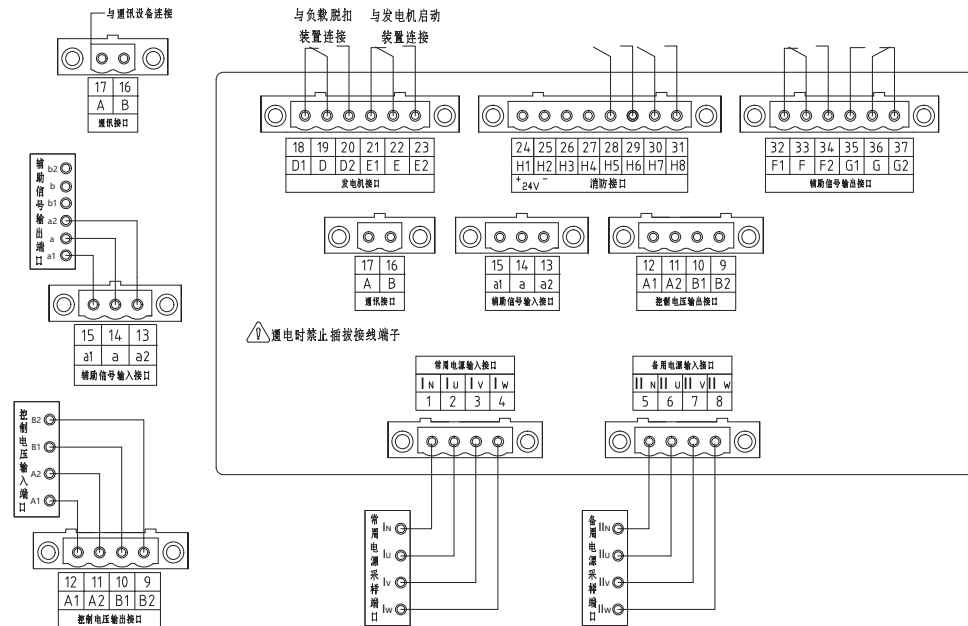 与通讯设备连接
17 16
A B
通讯接口
辅助信号输出端口
b2
b
b1
a2
a
a1
15 14 13
a1 a a2
辅助信号输入接口
控制电压输入端口
B2
B1
A2
A1
12 11 10 9
A1 A2 B1 B2
控制电压输出接口
与负载脱扣
装置连接
与发电机启动
装置连接
18 19 20 21 22 23
D1 D D2 E1 E E2
发电机接口
24 25 26 27 28 29 30 31
H1 H2 H3 H4 H5 H6 H7 H8
+ 24V - 消防接口
32 33 34 35 36 37
F1 F F2 G1 G G2
辅助信号输出接口
17 16
A B
通讯接口
15 14 13
a1 a a2
辅助信号输入接口
12 11 10 9
A1 A2 B1 B2
控制电压输出接口
通电时禁止插拔接线端子
常用电源输入接口
IN IU IV IW
1 2 3 4
备用电源输入接口
IIN IIU IIV IIW
5 6 7 8
常用电源采样端口
IN
IU
IV
IW
备用电源采样端口
IIN
IIU
IIV
IIW